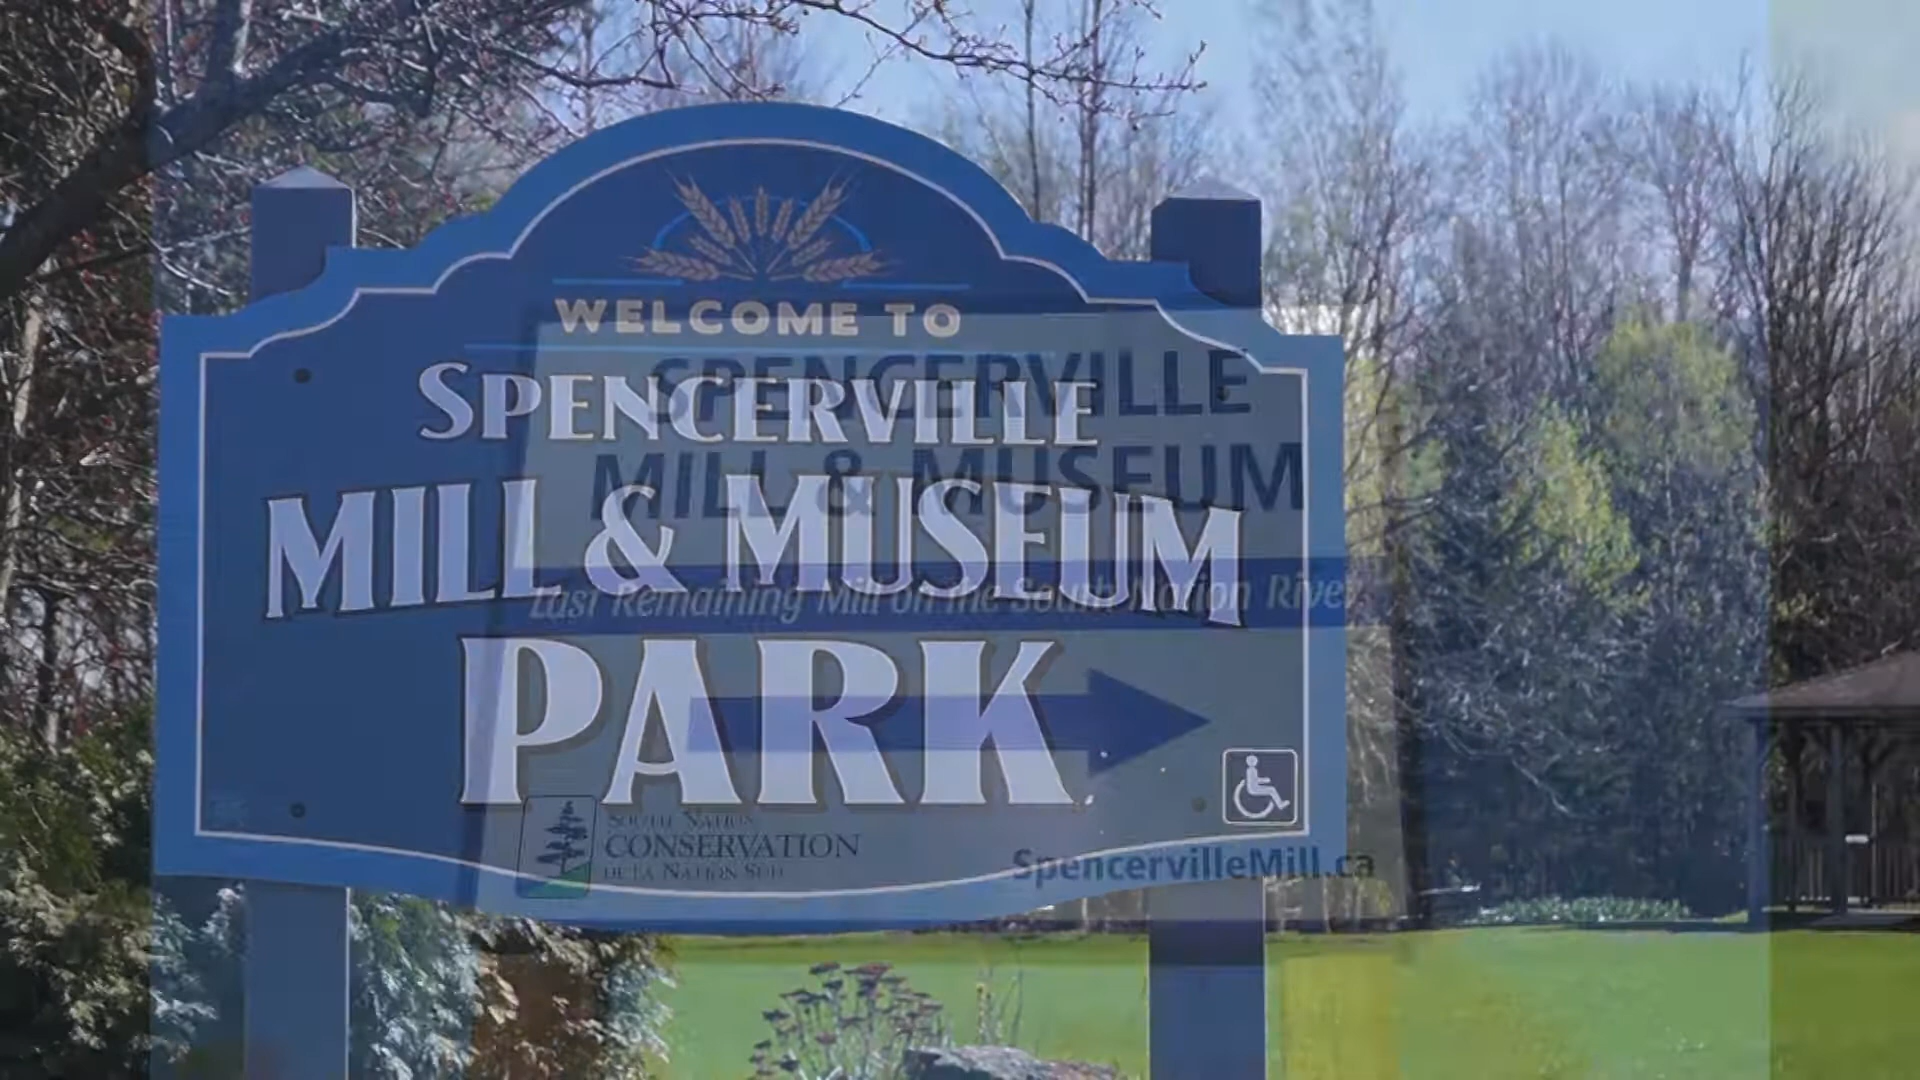 WELCOME TO
SPENCERVILLE
MILL & MUSEUM
PARK
SPENCERVILLE
MILL & MUSEUM
Last Remaining Mill on the South Nation River
SOUTH NATION
CONSERVATION
DE LA NATION SUD
SpencervilleMill.ca